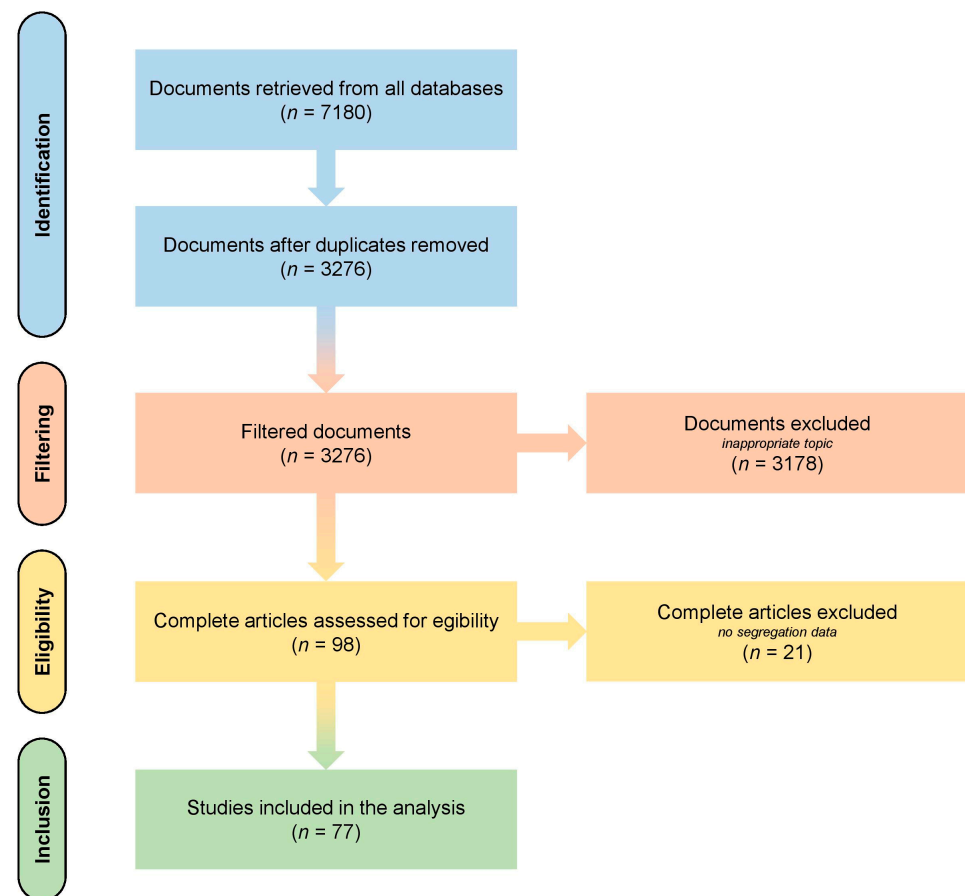 Identification
Documents retrieved from all databases
(n = 7180)
Documents after duplicates removed
(n = 3276)
Filtering
Filtered documents
(n = 3276)
Documents excluded
inappropriate topic
(n = 3178)
Eligibility
Complete articles assessed for egibility
(n = 98)
Complete articles excluded
no segregation data
(n = 21)
Inclusion
Studies included in the analysis
(n = 77)